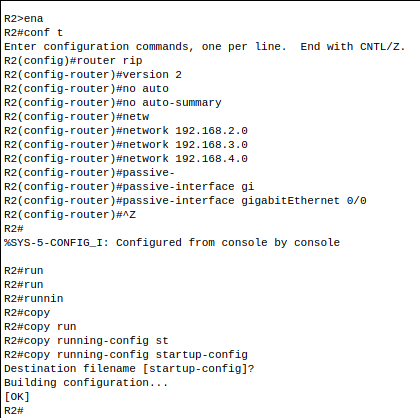 R2>ena
R2#conf t
Enter configuration commands, one per line.  End with CNTL/Z.
R2(config)#router rip
R2(config-router)#version 2
R2(config-router)#no auto
R2(config-router)#no auto-summary
R2(config-router)#netw
R2(config-router)#network 192.168.2.0
R2(config-router)#network 192.168.3.0
R2(config-router)#network 192.168.4.0
R2(config-router)#passive-
R2(config-router)#passive-interface gi
R2(config-router)#passive-interface gigabitEthernet 0/0
R2(config-router)#^Z
R2#
%SYS-5-CONFIG_I: Configured from console by console

R2#run
R2#run
R2#runnin
R2#copy
R2#copy run
R2#copy running-config st
R2#copy running-config startup-config
Destination filename [startup-config]?
Building configuration...
[OK]
R2#